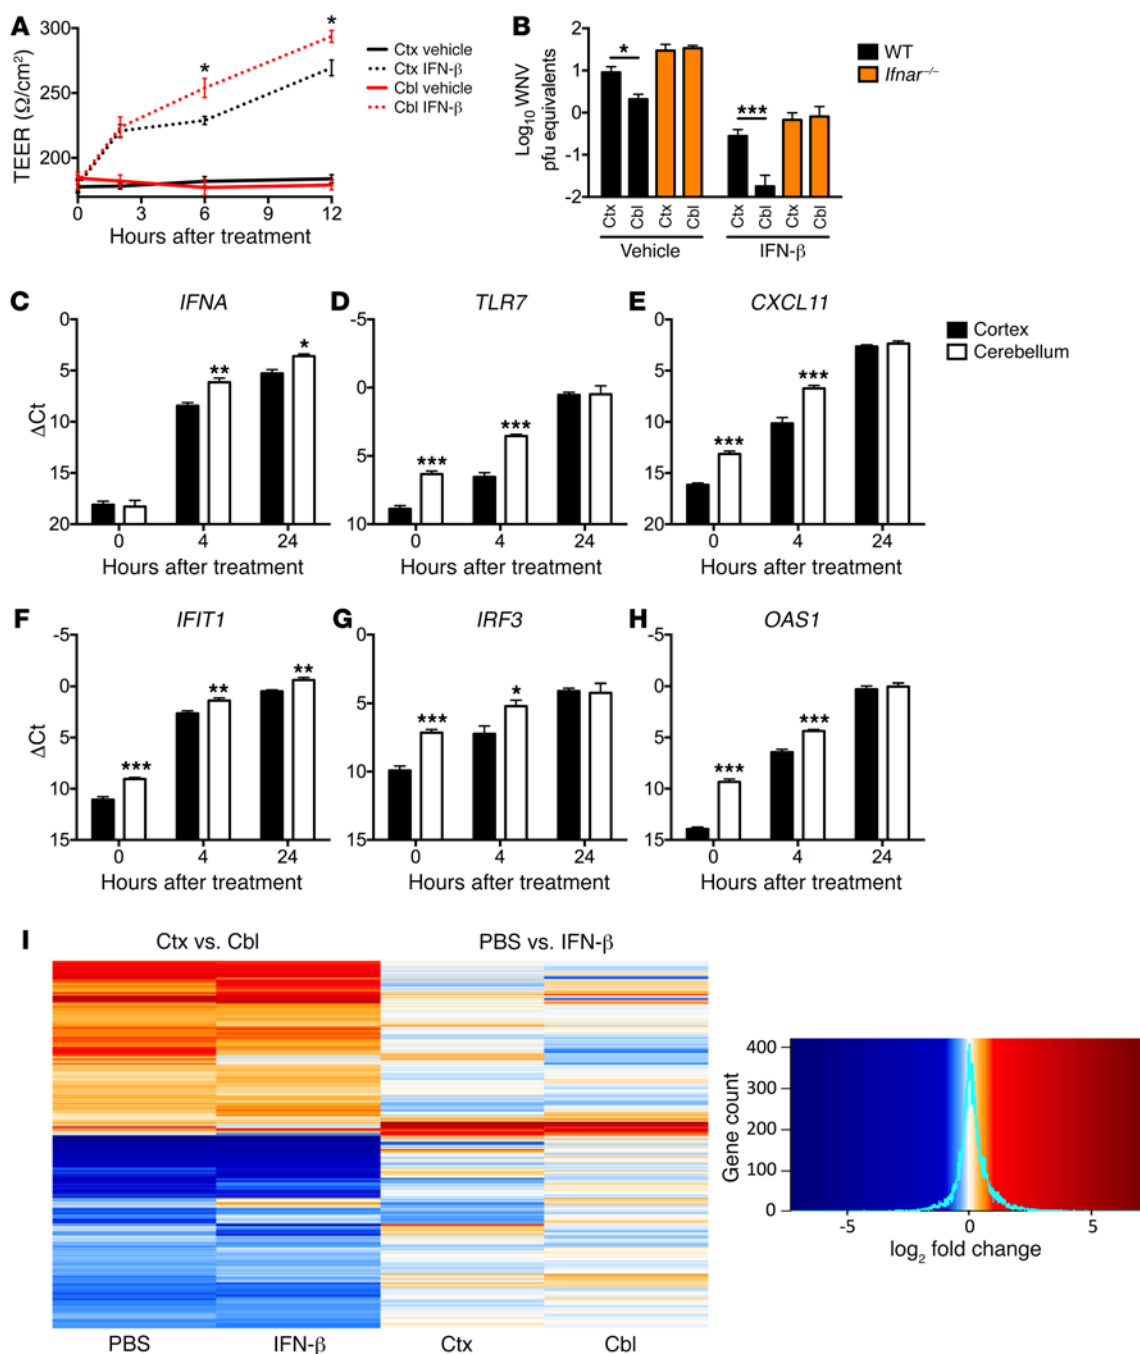 A
TEER (Ω/cm²)
300
250
200
0 3 6 9 12
Hours after treatment
*
*
Ctx vehicle
Ctx IFN-β
Cbl vehicle
Cbl IFN-β
B
Log₁₀ WNV
pfu equivalents
2
1
0
-1
-2
*
***
Ctx Cbl Ctx Cbl Ctx Cbl Ctx Cbl
Vehicle IFN-β
WT
Ifnar⁻/⁻
C IFNA
ΔCt
0
5
10
15
20
** *
0 4 24
Hours after treatment
D TLR7
-5
0
5
10
*** ***
0 4 24
Hours after treatment
E CXCL11
0
5
10
15
20
*** ***
0 4 24
Hours after treatment
Cortex
Cerebellum
F IFIT1
ΔCt
-5
0
5
10
15
*** ** **
0 4 24
Hours after treatment
G IRF3
0
5
10
15
*** *
0 4 24
Hours after treatment
H OAS1
-5
0
5
10
15
*** ***
0 4 24
Hours after treatment
I
Ctx vs. Cbl PBS vs. IFN-β
PBS IFN-β Ctx Cbl
Gene count
400
300
200
100
0
-5 0 5
log₂ fold change